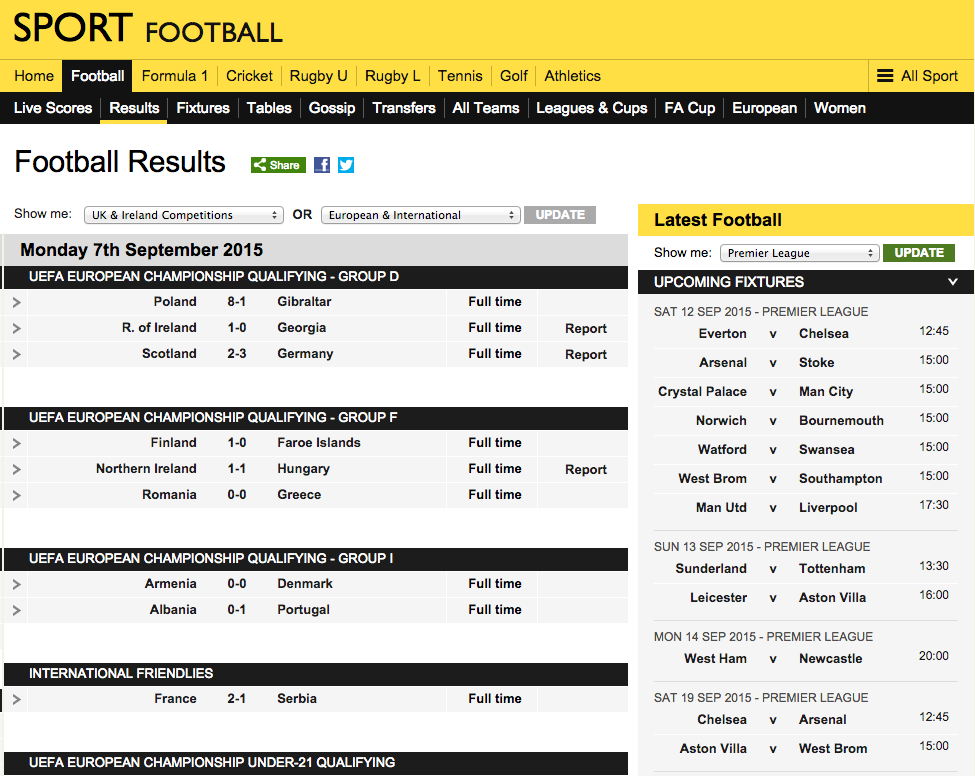 SPORT FOOTBALL
Home Football Formula 1 Cricket Rugby U Rugby L Tennis Golf Athletics All Sport
Live Scores Results Fixtures Tables Gossip Transfers All Teams Leagues & Cups FA Cup European Women
Football Results Share f
Show me: UK & Ireland Competitions OR European & International UPDATE
Monday 7th September 2015
UEFA EUROPEAN CHAMPIONSHIP QUALIFYING - GROUP D
Poland 8-1 Gibraltar Full time
R. of Ireland 1-0 Georgia Full time Report
Scotland 2-3 Germany Full time Report
UEFA EUROPEAN CHAMPIONSHIP QUALIFYING - GROUP F
Finland 1-0 Faroe Islands Full time
Northern Ireland 1-1 Hungary Full time Report
Romania 0-0 Greece Full time
UEFA EUROPEAN CHAMPIONSHIP QUALIFYING - GROUP I
Armenia 0-0 Denmark Full time
Albania 0-1 Portugal Full time
INTERNATIONAL FRIENDLIES
France 2-1 Serbia Full time
UEFA EUROPEAN CHAMPIONSHIP UNDER-21 QUALIFYING
Latest Football
Show me: Premier League UPDATE
UPCOMING FIXTURES
SAT 12 SEP 2015 - PREMIER LEAGUE
Everton v Chelsea 12:45
Arsenal v Stoke 15:00
Crystal Palace v Man City 15:00
Norwich v Bournemouth 15:00
Watford v Swansea 15:00
West Brom v Southampton 15:00
Man Utd v Liverpool 17:30
SUN 13 SEP 2015 - PREMIER LEAGUE
Sunderland v Tottenham 13:30
Leicester v Aston Villa 16:00
MON 14 SEP 2015 - PREMIER LEAGUE
West Ham v Newcastle 20:00
SAT 19 SEP 2015 - PREMIER LEAGUE
Chelsea v Arsenal 12:45
Aston Villa v West Brom 15:00